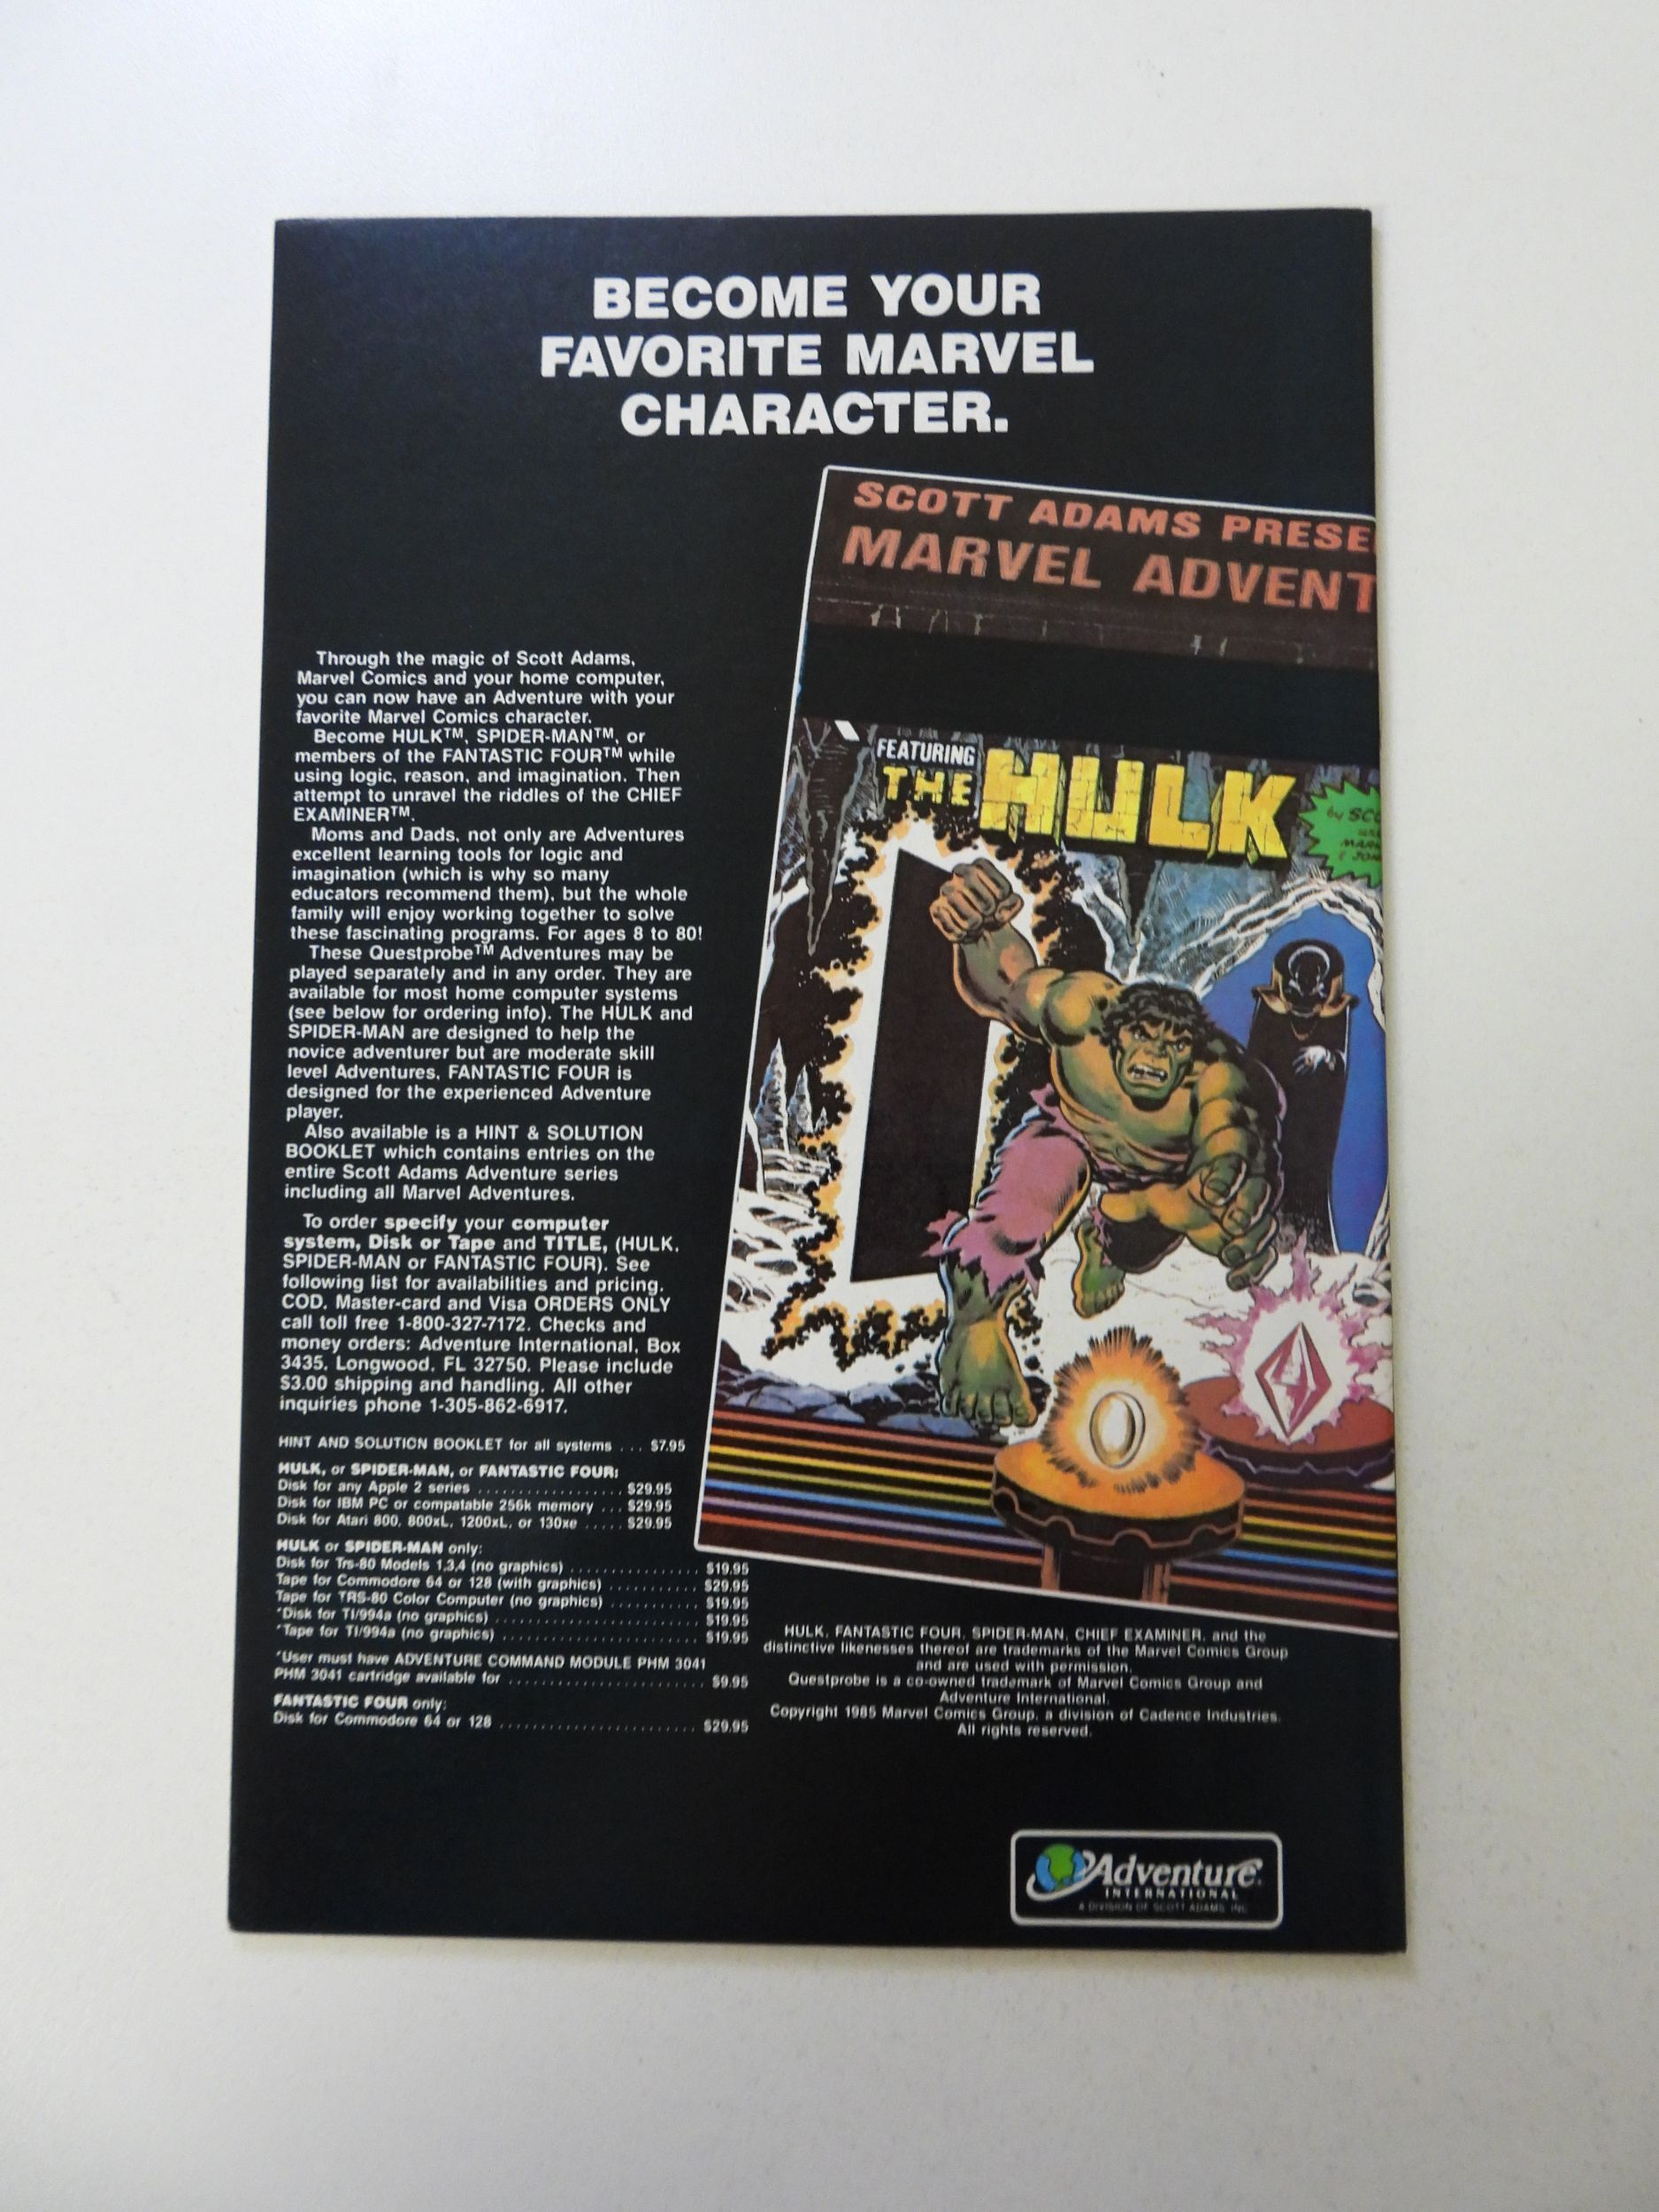 BECOME YOUR
FAVORITE MARVEL
CHARACTER.
SCOTT ADAMS PRESE
MARVEL ADVENT
FEATURING
THE HULK
by SCO
Through the magic of Scott Adams,
Marvel Comics and your home computer,
you can now have an Adventure with your
favorite Marvel Comics character.
Become HULK™, SPIDER-MAN™, or
members of the FANTASTIC FOUR™ while
using logic, reason, and imagination. Then
attempt to unravel the riddles of the CHIEF
EXAMINER™.
Moms and Dads, not only are Adventures
excellent learning tools for logic and
imagination (which is why so many
educators recommend them), but the whole
family will enjoy working together to solve
these fascinating programs. For ages 8 to 80!
These Questprobe™ Adventures may be
played separately and in any order. They are
available for most home computer systems
(see below for ordering info). The HULK and
SPIDER-MAN are designed to help the
novice adventurer but are moderate skill
level Adventures. FANTASTIC FOUR is
designed for the experienced Adventure
player.
Also available is a HINT & SOLUTION
BOOKLET which contains entries on the
entire Scott Adams Adventure series
including all Marvel Adventures.
To order specify your computer
system, Disk or Tape and TITLE, (HULK,
SPIDER-MAN or FANTASTIC FOUR). See
following list for availabilities and pricing.
COD, Master-card and Visa ORDERS ONLY
call toll free 1-800-327-7172. Checks and
money orders: Adventure International, Box
3435, Longwood, FL 32750. Please include
$3.00 shipping and handling. All other
inquiries phone 1-305-862-6917.
HINT AND SOLUTION BOOKLET for all systems ... $7.95
HULK, or SPIDER-MAN, or FANTASTIC FOUR:
Disk for any Apple 2 series .................. $29.95
Disk for IBM PC or compatable 256k memory ... $29.95
Disk for Atari 800, 800xL, 1200xL, or 130xe ..... $29.95
HULK or SPIDER-MAN only:
Disk for Trs-80 Models 1,3,4 (no graphics) ................ $19.95
Tape for Commodore 64 or 128 (with graphics) ........... $29.95
Tape for TRS-80 Color Computer (no graphics) ........... $19.95
*Disk for TI/994a (no graphics) ......................... $19.95
*Tape for TI/994a (no graphics) ........................ $19.95
*User must have ADVENTURE COMMAND MODULE PHM 3041
PHM 3041 cartridge available for ........................... $9.95
FANTASTIC FOUR only:
Disk for Commodore 64 or 128 ........................ $29.95
HULK, FANTASTIC FOUR, SPIDER-MAN, CHIEF EXAMINER, and the
distinctive likenesses thereof are trademarks of the Marvel Comics Group
and are used with permission.
Questprobe is a co-owned trademark of Marvel Comics Group and
Adventure International.
Copyright 1985 Marvel Comics Group, a division of Cadence Industries.
All rights reserved.
Adventure
INTERNATIONAL
A DIVISION OF SCOTT ADAMS, INC.